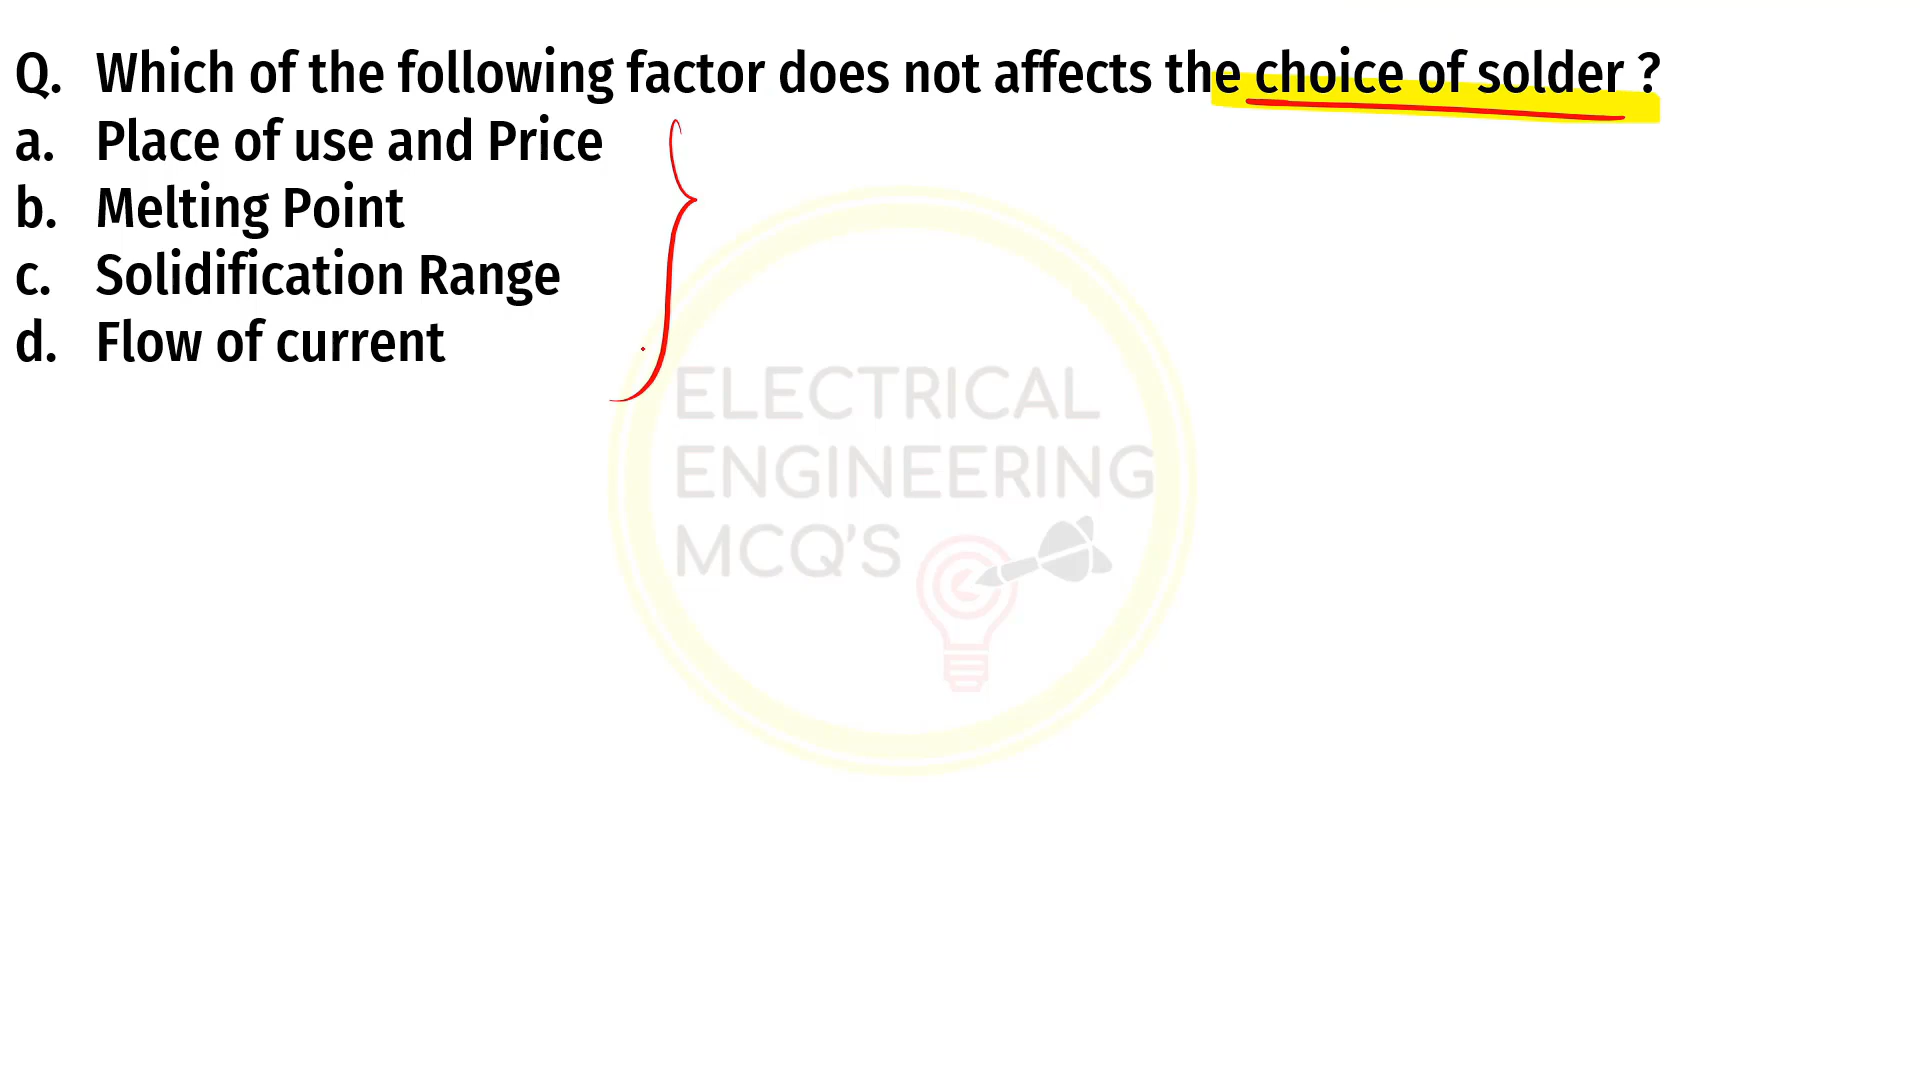 Q. Which of the following factor does not affects the choice of solder ?
a. Place of use and Price
b. Melting Point
c. Solidification Range
d. Flow of current
ELECTRICAL
ENGINEERING
MCQ'S